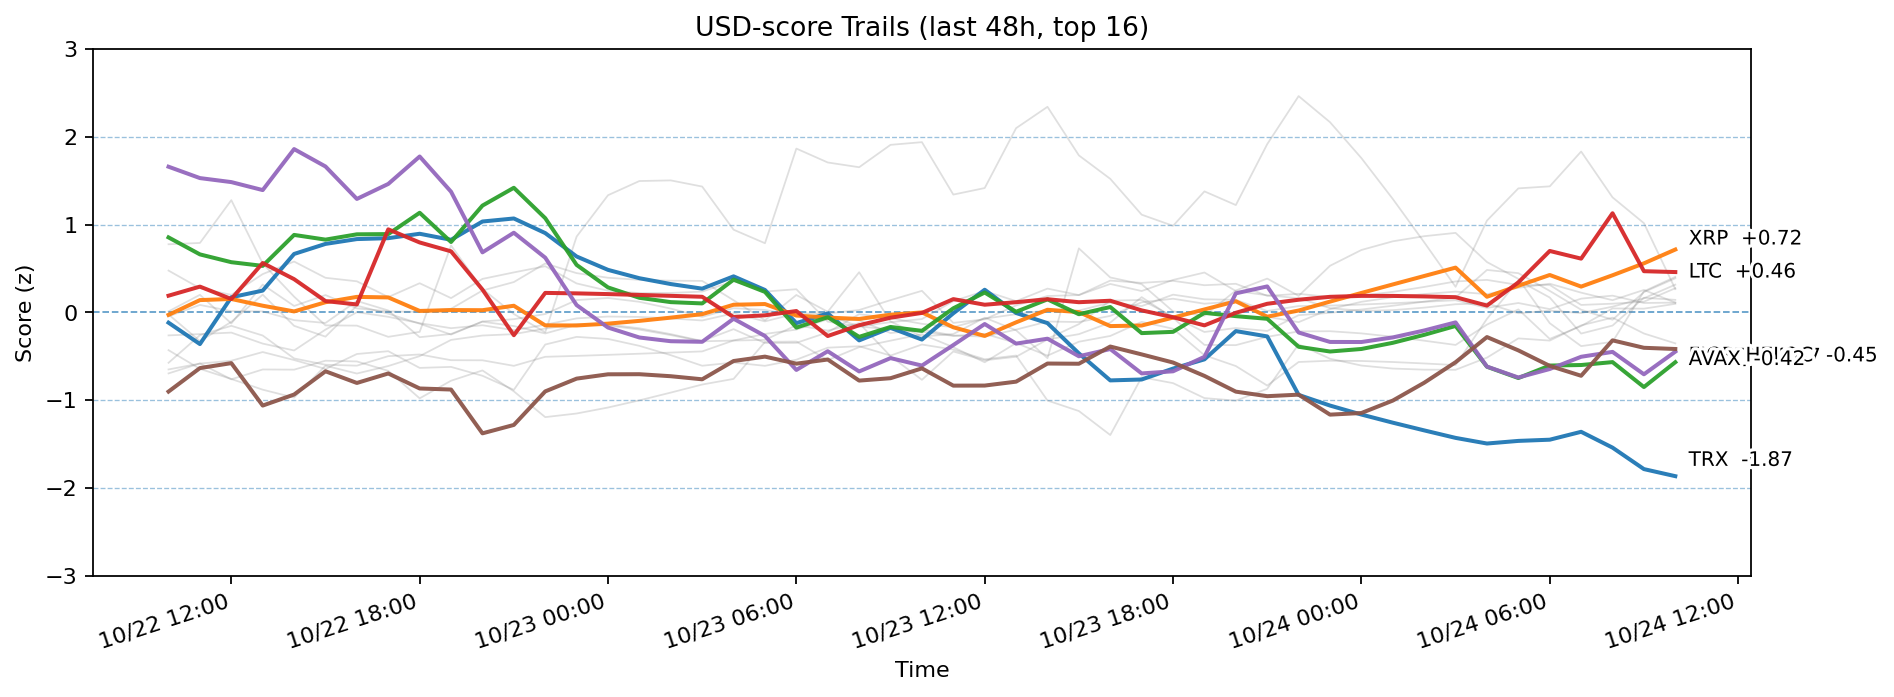 USD-score Trails (last 48h, top 16)
Score (z)
3
2
1
0
−1
−2
−3
XRP +0.72
LTC +0.46
-0.45
AVAX -0.42
TRX -1.87
10/22 12:00
10/22 18:00
10/23 00:00
10/23 06:00
10/23 12:00
10/23 18:00
10/24 00:00
10/24 06:00
10/24 12:00
Time